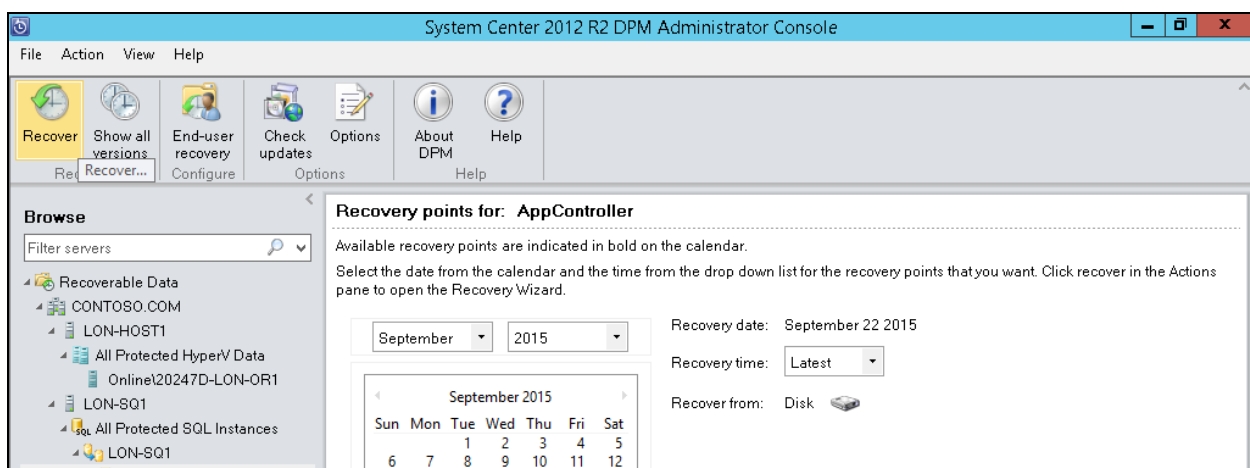 System Center 2012 R2 DPM Administrator Console
File Action View Help
Recover
Show all versions
End-user recovery
Check updates
Options
About DPM
Help
Rec
Recover...
Configure
Options
Help
Browse
Filter servers
Recoverable Data
CONTOSO.COM
LON-HOST1
All Protected HyperV Data
Online\20247D-LON-OR1
LON-SQ1
All Protected SQL Instances
LON-SQ1
Recovery points for: AppController
Available recovery points are indicated in bold on the calendar.
Select the date from the calendar and the time from the drop down list for the recovery points that you want. Click recover in the Actions
pane to open the Recovery Wizard.
September 2015
Recovery date: September 22 2015
Recovery time: Latest
Recover from: Disk
September 2015
Sun Mon Tue Wed Thu Fri Sat
1 2 3 4 5
6 7 8 9 10 11 12